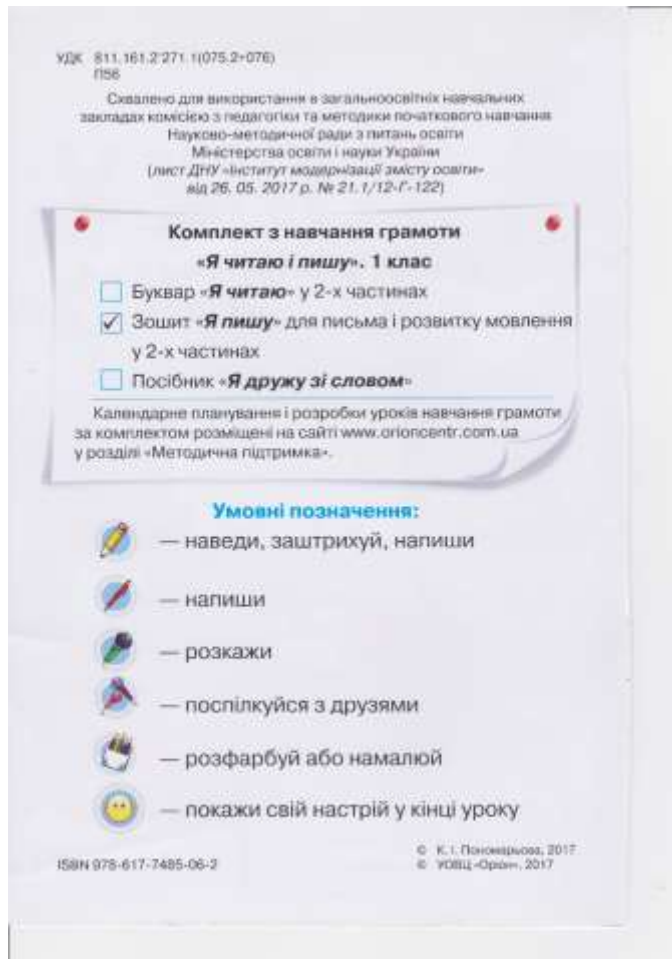 УДК 811.161.2'271.1(075.2+076)
П56
Схвалено для використання в загальноосвітніх навчальних
закладах комісією з педагогіки та методики початкового навчання
Науково-методичної ради з питань освіти
Міністерства освіти і науки України
(лист ДНУ «Інститут модернізації змісту освіти»
від 26. 05. 2017 р. № 21.1/12-Г-122)
Комплект з навчання грамоти
«Я читаю і пишу». 1 клас
Буквар «Я читаю» у 2-х частинах
Зошит «Я пишу» для письма і розвитку мовлення
у 2-х частинах
Посібник «Я дружу зі словом»
Календарне планування і розробки уроків навчання грамоти
за комплектом розміщені на сайті www.orioncentr.com.ua
у розділі «Методична підтримка».
Умовні позначення:
— наведи, заштрихуй, напиши
— напиши
— розкажи
— поспілкуйся з друзями
— розфарбуй або намалюй
— покажи свій настрій у кінці уроку
© К. І. Пономарьова, 2017
ISBN 978-617-7485-06-2
© УОВЦ «Оріон», 2017